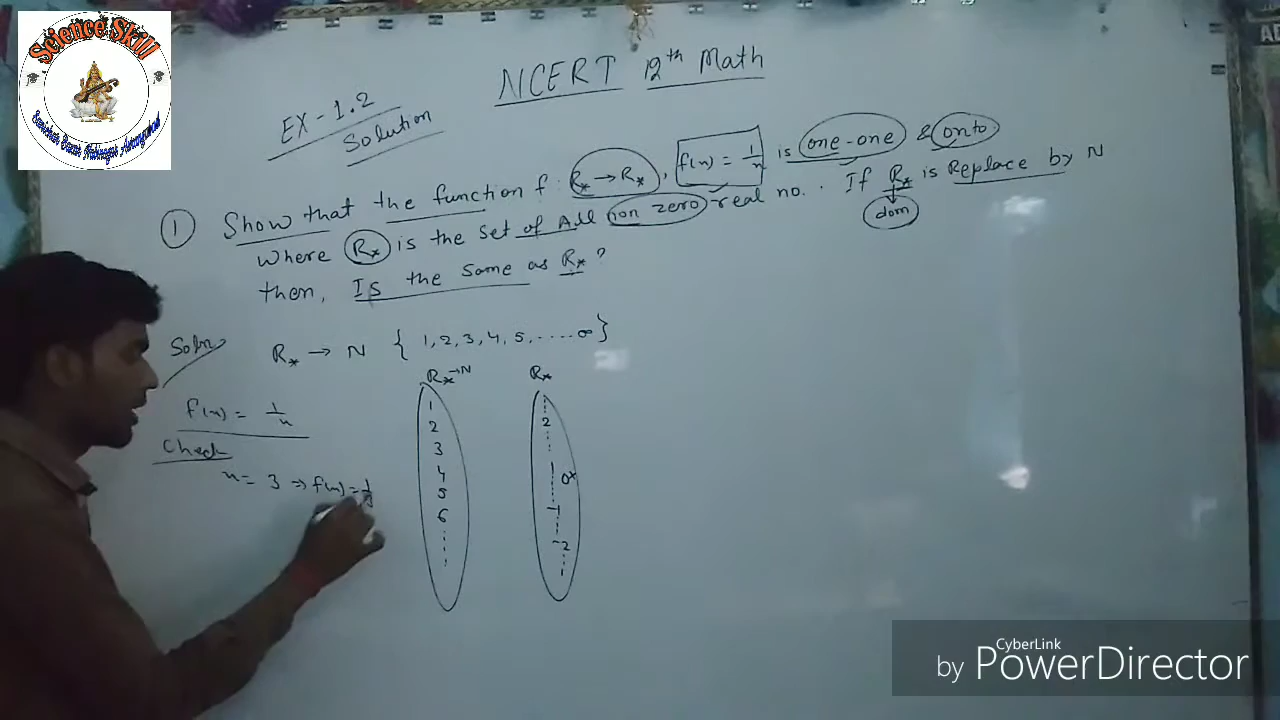 Science Skill
NCERT 12th Math
EX-1.2
Solution
① Show that the function f: R* → R*, f(x) = 1/x is one-one & onto
Where R* is the set of All non zero real no. If R* is Replace by N
dom
then, Is the same as R*?
Soln
R* → N { 1,2,3,4,5,.....∞ }
R*→N
R*
f(x) = 1/x
Check
x = 3 ⇒ f(x) = 1/3
1
2
3
4
5
6
2
1
0*
-1
-2
CyberLink
by PowerDirector